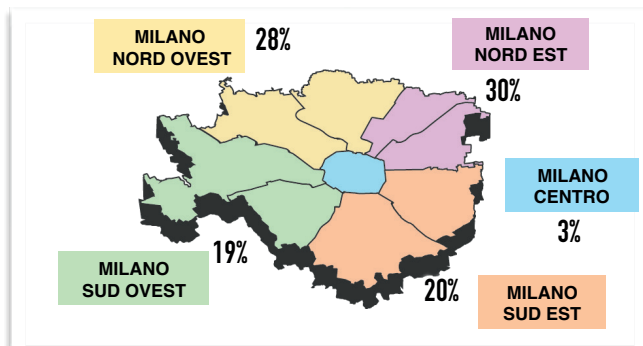 MILANO
NORD OVEST
28%
MILANO
NORD EST
30%
MILANO
CENTRO
3%
19%
MILANO
SUD OVEST
20%
MILANO
SUD EST